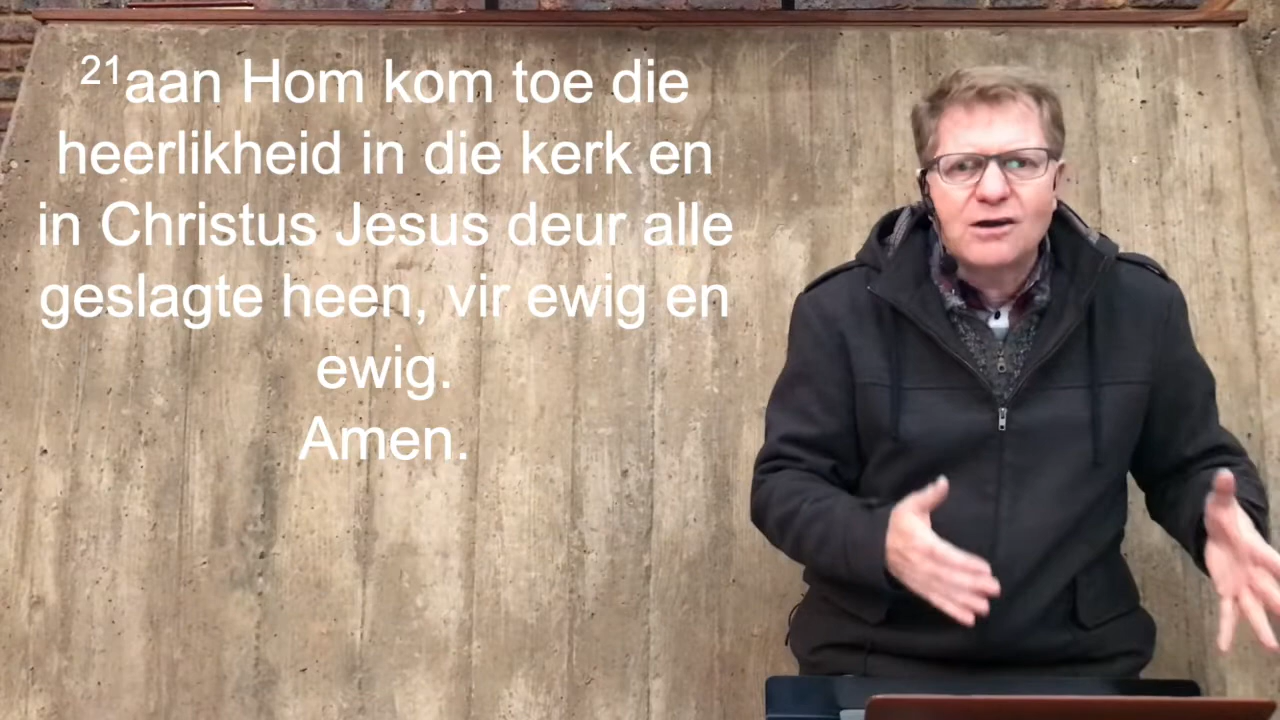 ²¹aan Hom kom toe die
heerlikheid in die kerk en
in Christus Jesus deur alle
geslagte heen, vir ewig en
ewig.
Amen.